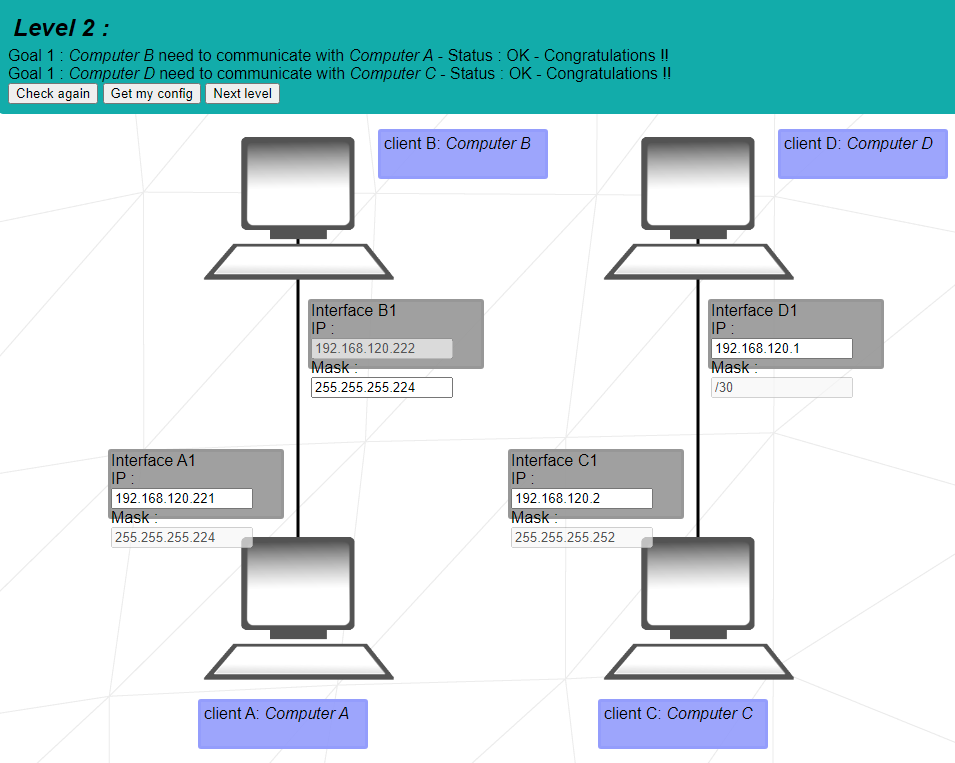 Level 2 :
Goal 1 : Computer B need to communicate with Computer A - Status : OK - Congratulations !!
Goal 1 : Computer D need to communicate with Computer C - Status : OK - Congratulations !!
Check again Get my config Next level
client B: Computer B
client D: Computer D
Interface B1
IP :
192.168.120.222
Mask :
255.255.255.224
Interface D1
IP :
192.168.120.1
Mask :
/30
Interface A1
IP :
192.168.120.221
Mask :
255.255.255.224
Interface C1
IP :
192.168.120.2
Mask :
255.255.255.252
client A: Computer A
client C: Computer C